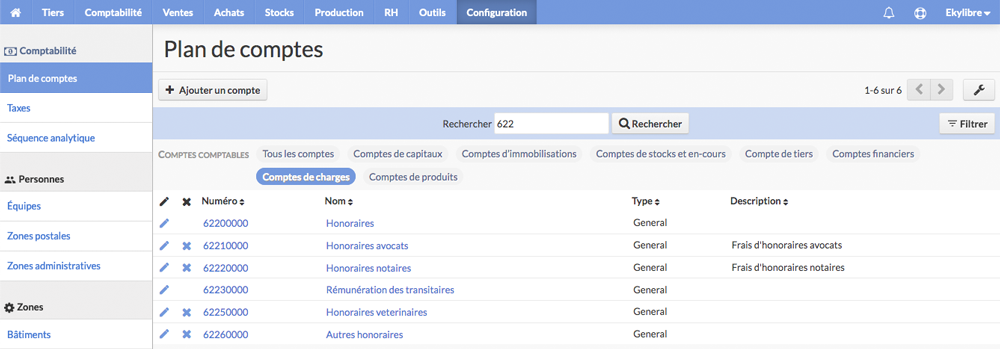 Tiers Comptabilité Ventes Achats Stocks Production RH Outils Configuration Ekylibre
Comptabilité
Plan de comptes
Taxes
Séquence analytique
Personnes
Équipes
Zones postales
Zones administratives
Zones
Bâtiments
Plan de comptes
Ajouter un compte 1-6 sur 6
Rechercher 622 Rechercher Filtrer
COMPTES COMPTABLES Tous les comptes Comptes de capitaux Comptes d'immobilisations Comptes de stocks et en-cours Compte de tiers Comptes financiers
Comptes de charges Comptes de produits
Numéro Nom Type Description
62200000 Honoraires General
62210000 Honoraires avocats General Frais d'honoraires avocats
62220000 Honoraires notaires General Frais d'honoraires notaires
62230000 Rémunération des transitaires General
62250000 Honoraires veterinaires General
62260000 Autres honoraires General